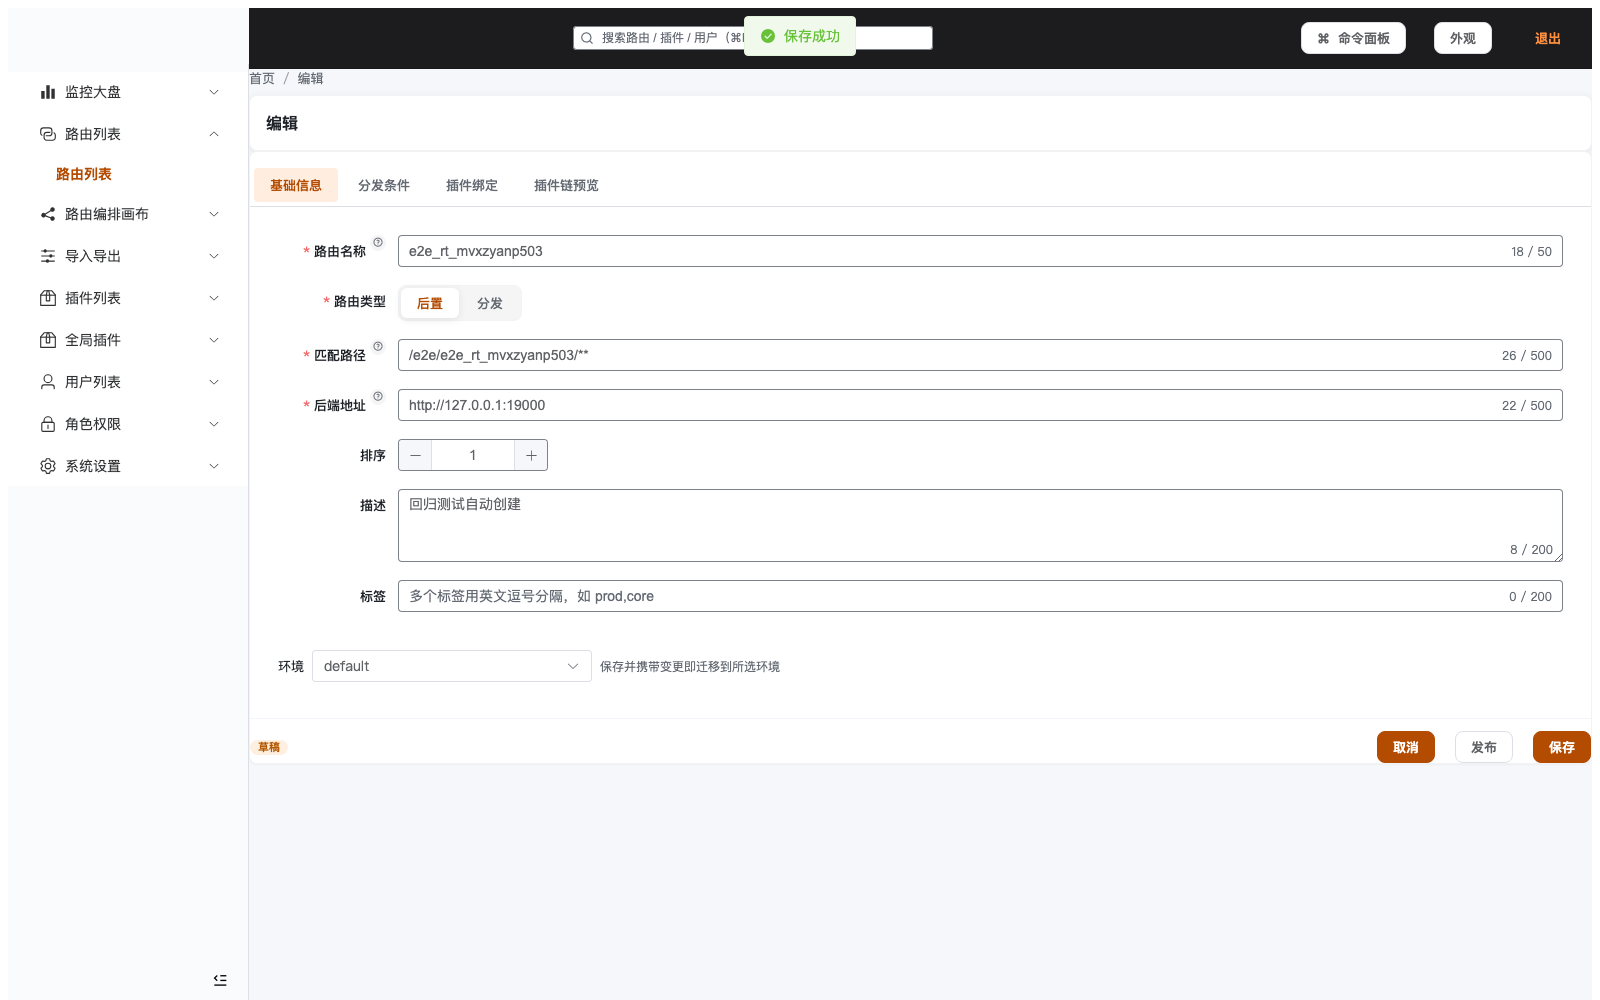 搜索路由 / 插件 / 用户（⌘
保存成功
⌘ 命令面板
外观
退出
首页 / 编辑
监控大盘
路由列表
路由列表
路由编排画布
导入导出
插件列表
全局插件
用户列表
角色权限
系统设置
编辑
基础信息
分发条件
插件绑定
插件链预览
* 路由名称
e2e_rt_mvxzyanp503
18 / 50
* 路由类型
后置
分发
* 匹配路径
/e2e/e2e_rt_mvxzyanp503/**
26 / 500
* 后端地址
http://127.0.0.1:19000
22 / 500
排序
1
描述
回归测试自动创建
8 / 200
标签
多个标签用英文逗号分隔，如 prod,core
0 / 200
环境
default
保存并携带变更即迁移到所选环境
草稿
取消
发布
保存